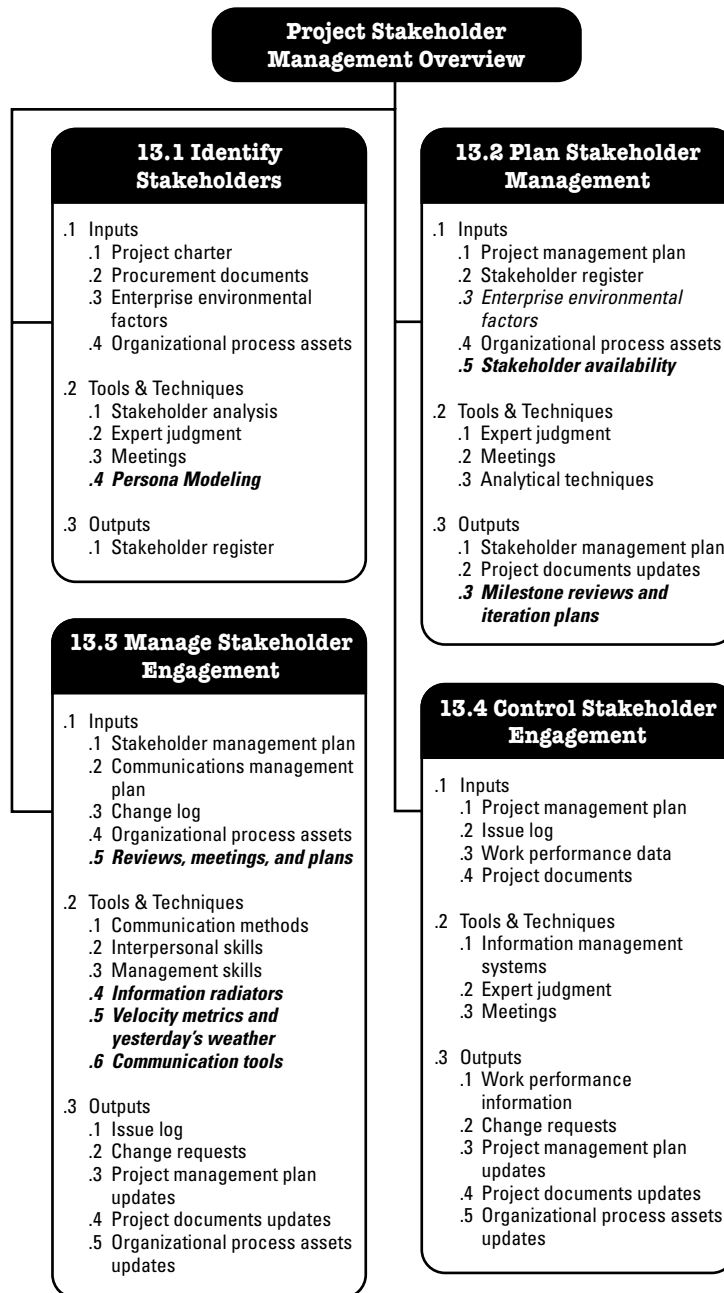 Project Stakeholder
Management Overview
13.1 Identify
Stakeholders
.1 Inputs
.1 Project charter
.2 Procurement documents
.3 Enterprise environmental
factors
.4 Organizational process assets
.2 Tools & Techniques
.1 Stakeholder analysis
.2 Expert judgment
.3 Meetings
.4 Persona Modeling
.3 Outputs
.1 Stakeholder register
13.2 Plan Stakeholder
Management
.1 Inputs
.1 Project management plan
.2 Stakeholder register
.3 Enterprise environmental
factors
.4 Organizational process assets
.5 Stakeholder availability
.2 Tools & Techniques
.1 Expert judgment
.2 Meetings
.3 Analytical techniques
.3 Outputs
.1 Stakeholder management plan
.2 Project documents updates
.3 Milestone reviews and
iteration plans
13.3 Manage Stakeholder
Engagement
.1 Inputs
.1 Stakeholder management plan
.2 Communications management
plan
.3 Change log
.4 Organizational process assets
.5 Reviews, meetings, and plans
.2 Tools & Techniques
.1 Communication methods
.2 Interpersonal skills
.3 Management skills
.4 Information radiators
.5 Velocity metrics and
yesterday's weather
.6 Communication tools
.3 Outputs
.1 Issue log
.2 Change requests
.3 Project management plan
updates
.4 Project documents updates
.5 Organizational process assets
updates
13.4 Control Stakeholder
Engagement
.1 Inputs
.1 Project management plan
.2 Issue log
.3 Work performance data
.4 Project documents
.2 Tools & Techniques
.1 Information management
systems
.2 Expert judgment
.3 Meetings
.3 Outputs
.1 Work performance
information
.2 Change requests
.3 Project management plan
updates
.4 Project documents updates
.5 Organizational process assets
updates